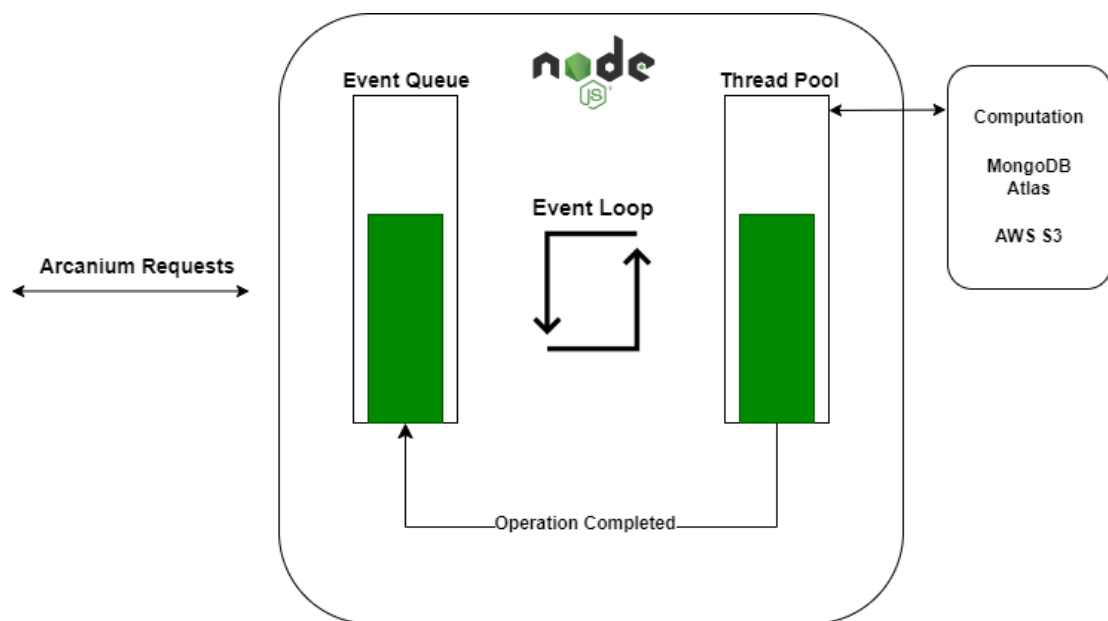 node
JS
Event Queue
Thread Pool
Computation
MongoDB
Atlas
AWS S3
Event Loop
Arcanium Requests
Operation Completed